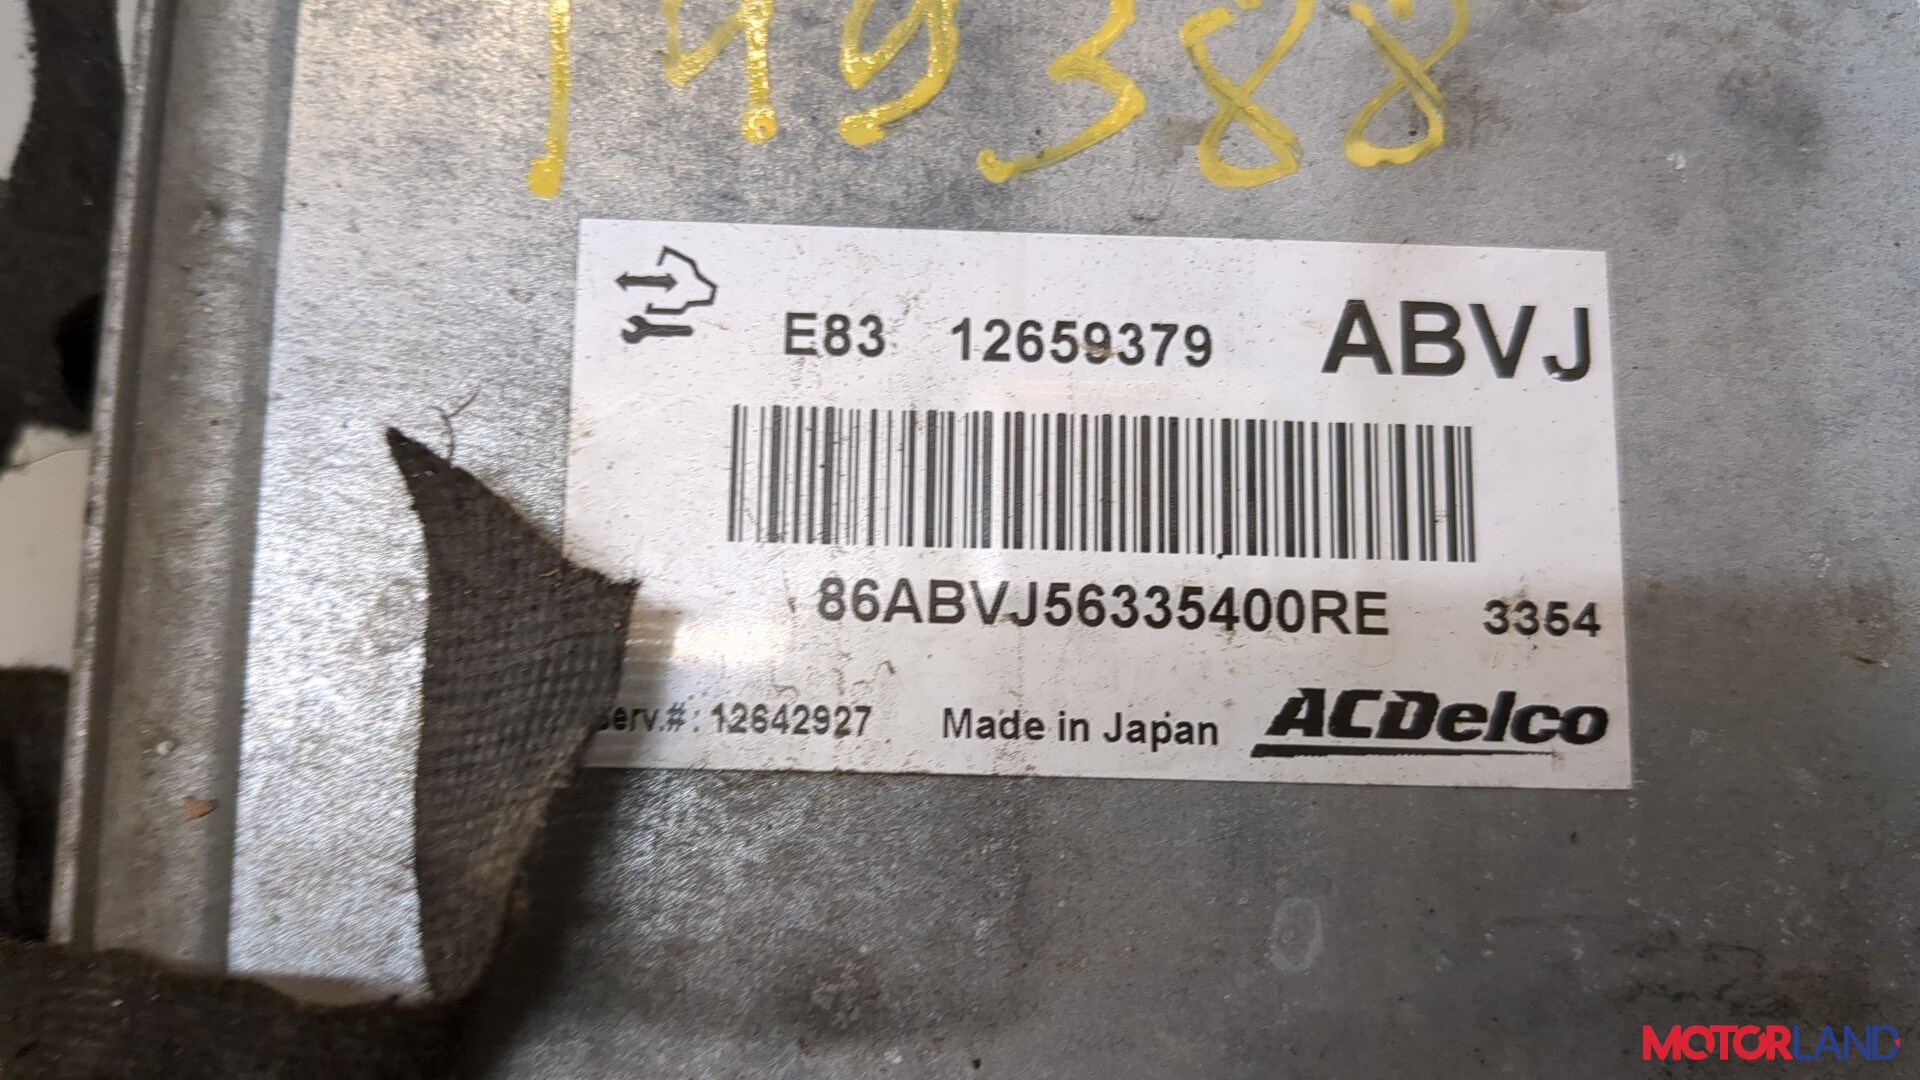 149388
E83 12659379 ABVJ
86ABVJ56335400RE 3354
serv.#: 12642927 Made in Japan ACDelco
MOTORLAND